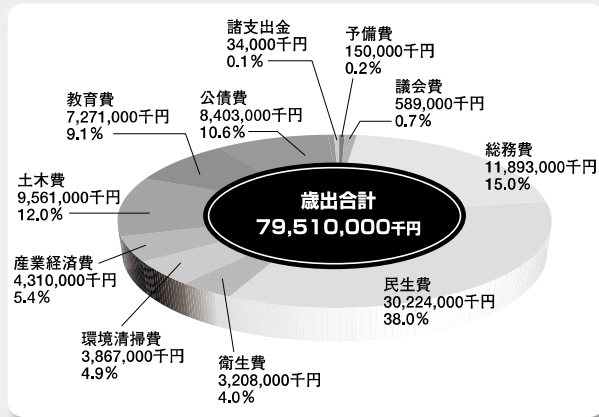 諸支出金
34,000千円
0.1%
予備費
150,000千円
0.2%
議会費
589,000千円
0.7%
教育費
7,271,000千円
9.1%
公債費
8,403,000千円
10.6%
総務費
11,893,000千円
15.0%
土木費
9,561,000千円
12.0%
歳出合計
79,510,000千円
産業経済費
4,310,000千円
5.4%
民生費
30,224,000千円
38.0%
環境清掃費
3,867,000千円
4.9%
衛生費
3,208,000千円
4.0%